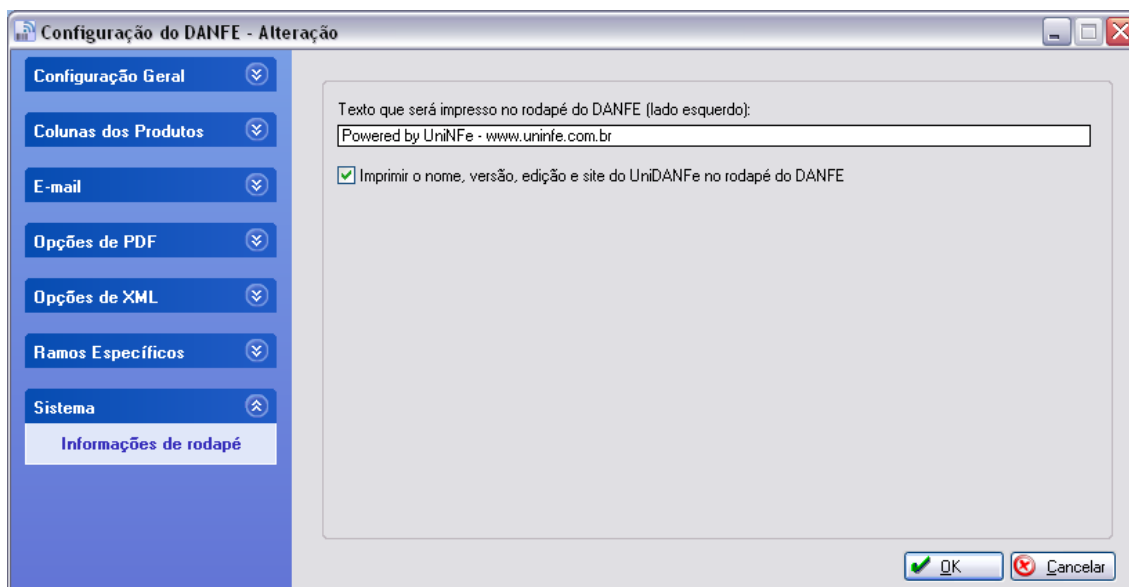 Configuração do DANFE - Alteração
Configuração Geral
Colunas dos Produtos
E-mail
Opções de PDF
Opções de XML
Ramos Específicos
Sistema
Informações de rodapé
Texto que será impresso no rodapé do DANFE (lado esquerdo):
Powered by UniNFe - www.uninfe.com.br
Imprimir o nome, versão, edição e site do UniDANFe no rodapé do DANFE
OK
Cancelar